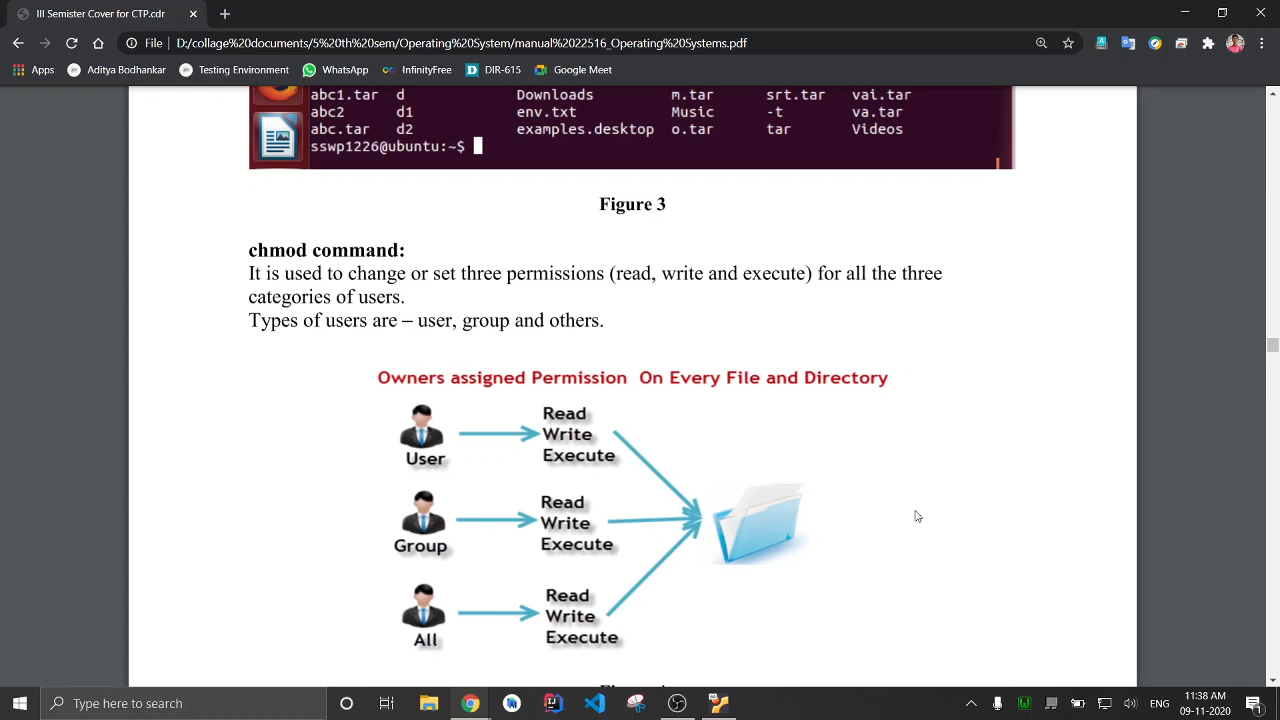 III Semister Cover for CTP.cdr
File
D:/collage%20documents/5%20th%20sem/Operating%20System/manual%2022516_Operating%20Systems.pdf
Apps
Aditya Bodhankar
Testing Environment
WhatsApp
InfinityFree
DIR-615
Google Meet
abc1.tar d Downloads m.tar srt.tar vai.tar
abc2 d1 env.txt Music -t va.tar
abc.tar d2 examples.desktop o.tar tar Videos
sswp1226@ubuntu:~$
Figure 3
chmod command:
It is used to change or set three permissions (read, write and execute) for all the three
categories of users.
Types of users are – user, group and others.
Owners assigned Permission On Every File and Directory
User
Read
Write
Execute
Group
Read
Write
Execute
All
Read
Write
Execute
Type here to search
ENG
11:38 AM
09-11-2020